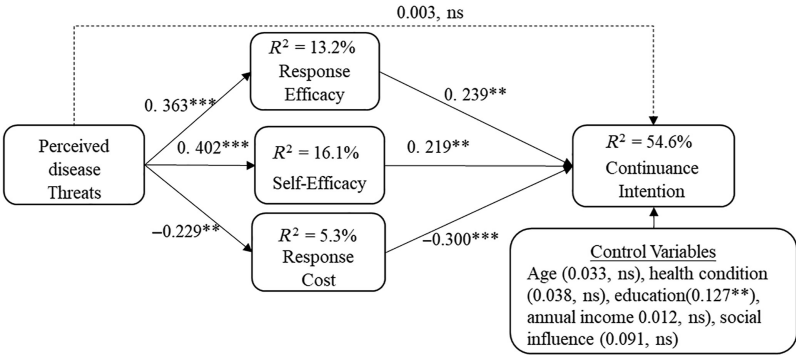 0.003, ns
R² = 13.2%
Response
Efficacy
0. 363***
0. 239**
Perceived
disease
Threats
0. 402***
R² = 16.1%
Self-Efficacy
0. 219**
R² = 54.6%
Continuance
Intention
−0.229**
R² = 5.3%
Response
Cost
−0.300***
Control Variables
Age (0.033, ns), health condition
(0.038, ns), education(0.127**),
annual income 0.012, ns), social
influence (0.091, ns)